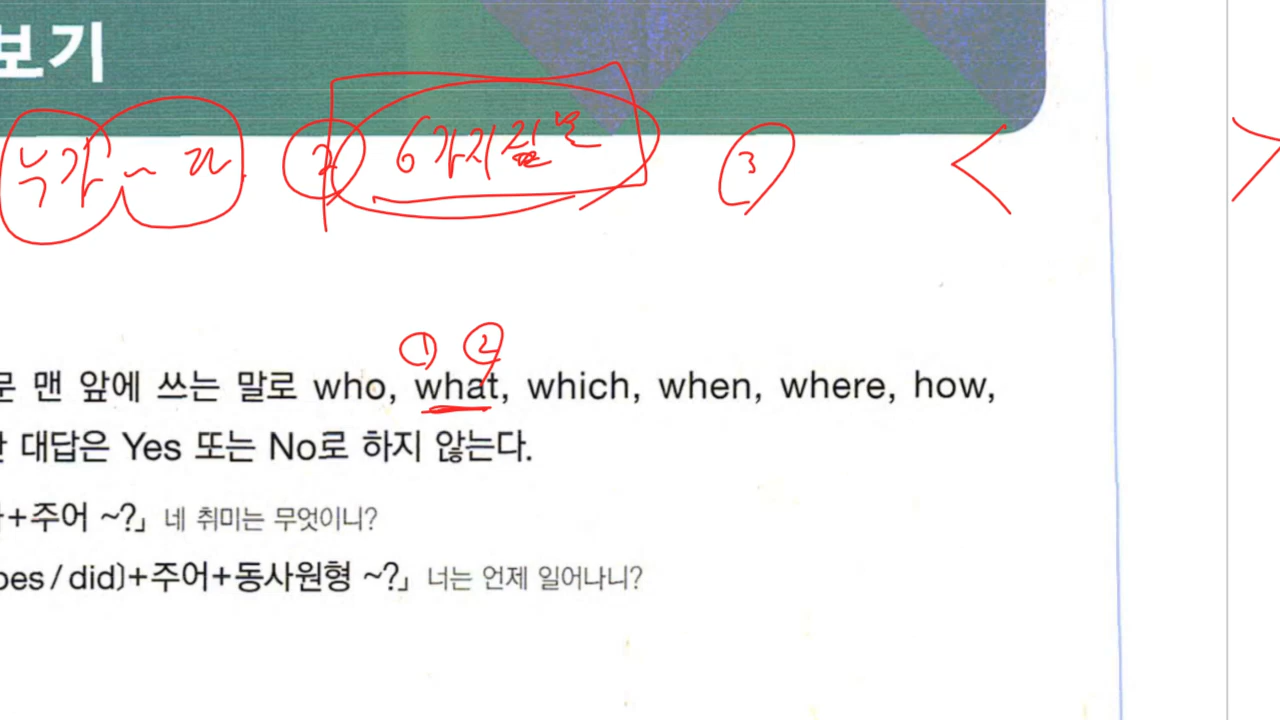 보기
누가 ~ 다 ② 6가지질문 ③ < >
① ②
문 맨 앞에 쓰는 말로 who, what, which, when, where, how,
대답은 Yes 또는 No로 하지 않는다.
+주어 ~?」 네 취미는 무엇이니?
oes / did)+주어+동사원형 ~?」 너는 언제 일어나니?